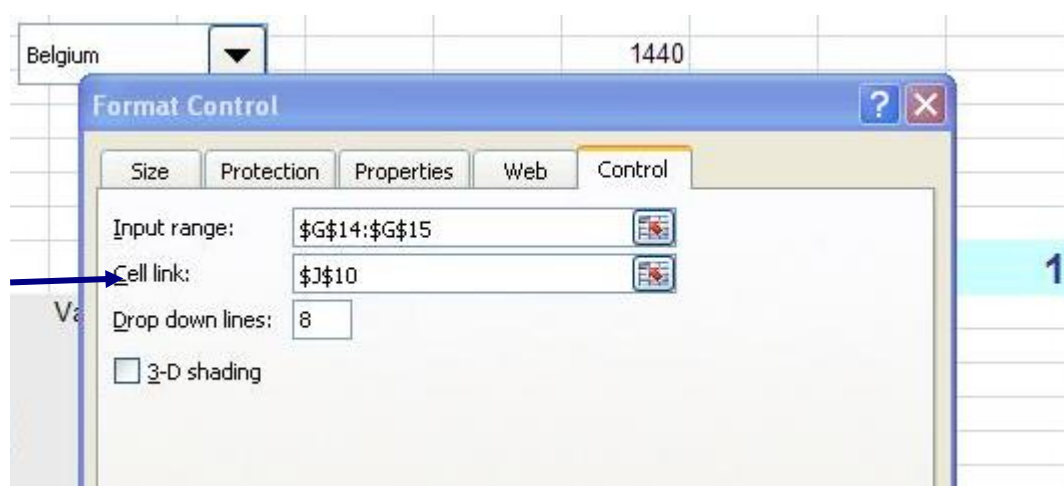 Belgium
1440
Format Control
Size Protection Properties Web Control
Input range: $G$14:$G$15
Cell link: $J$10
1
Va
Drop down lines: 8
3-D shading